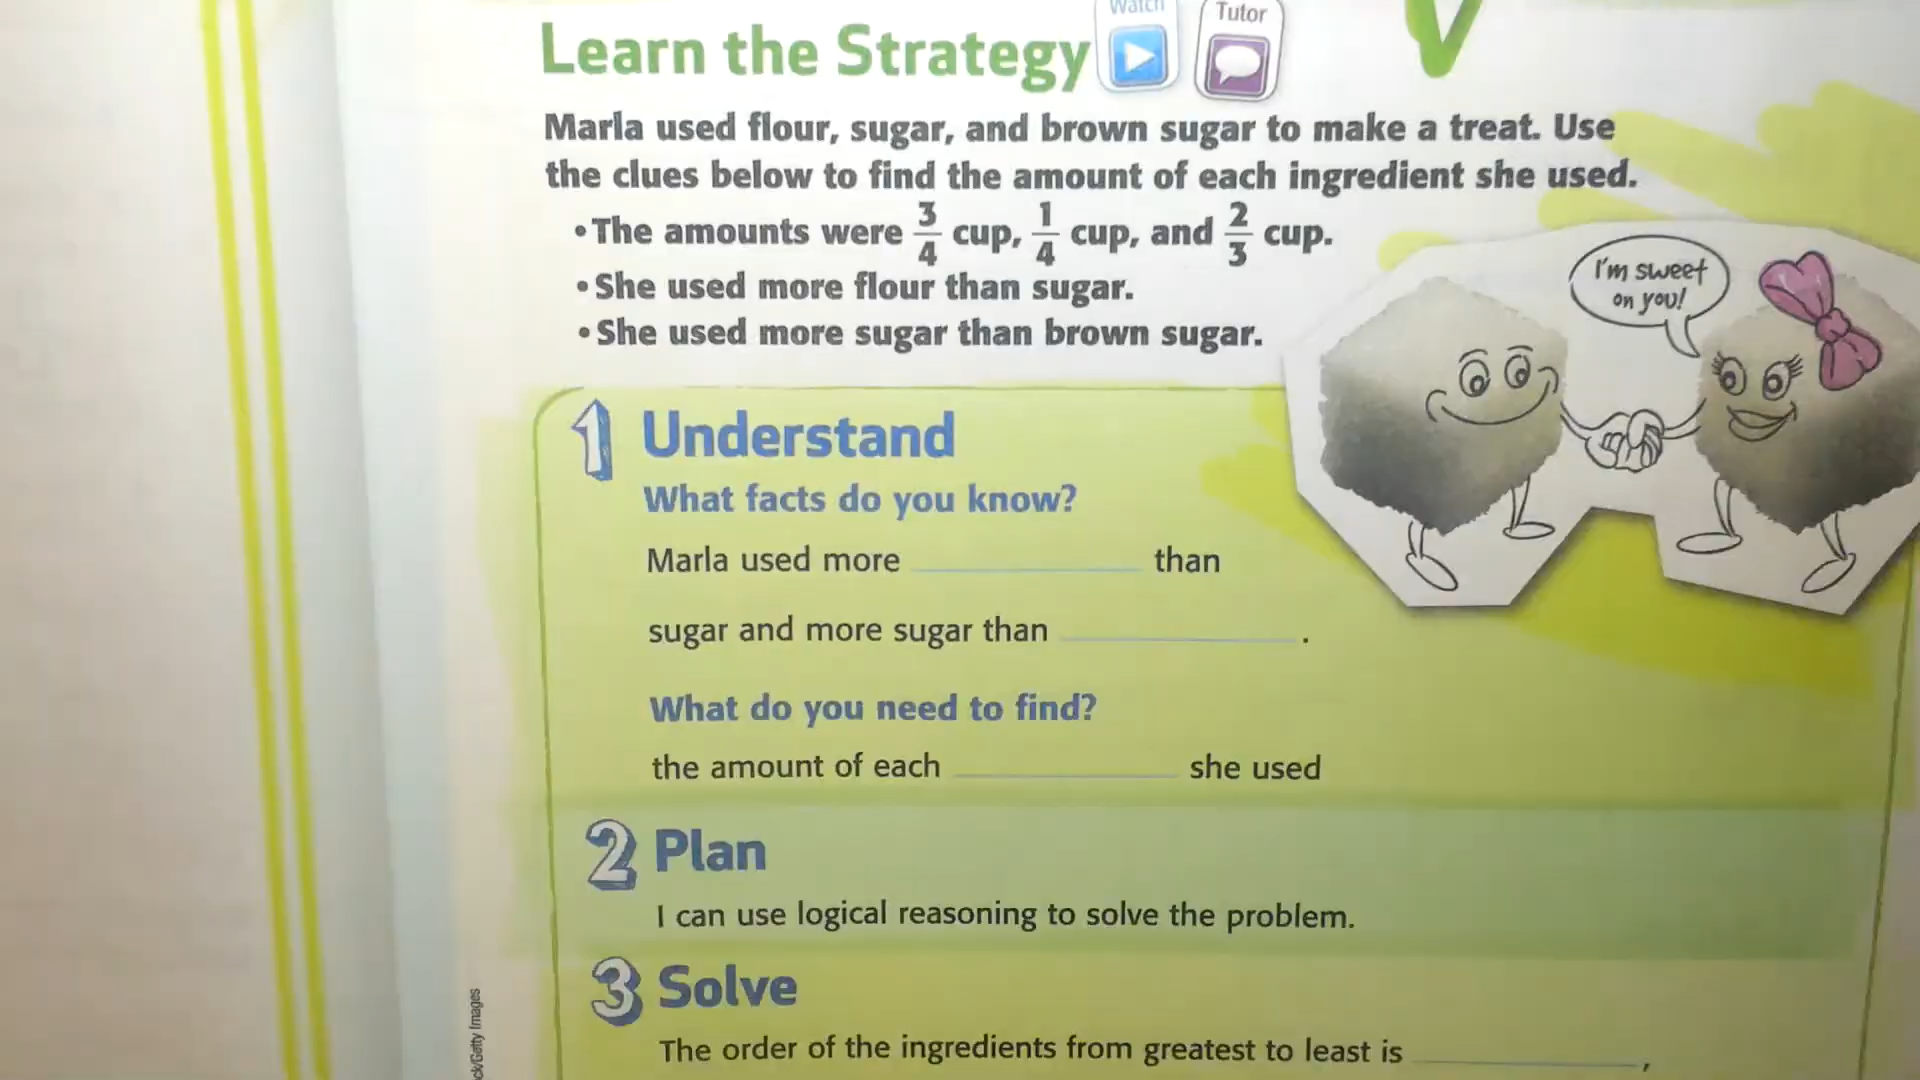 Watch
Tutor
Learn the Strategy
Marla used flour, sugar, and brown sugar to make a treat. Use
the clues below to find the amount of each ingredient she used.
• The amounts were 3/4 cup, 1/4 cup, and 2/3 cup.
• She used more flour than sugar.
• She used more sugar than brown sugar.
I'm sweet
on you!
1 Understand
What facts do you know?
Marla used more ____________ than
sugar and more sugar than ____________.
What do you need to find?
the amount of each ____________ she used
2 Plan
I can use logical reasoning to solve the problem.
3 Solve
The order of the ingredients from greatest to least is ____________,
/Getty Images